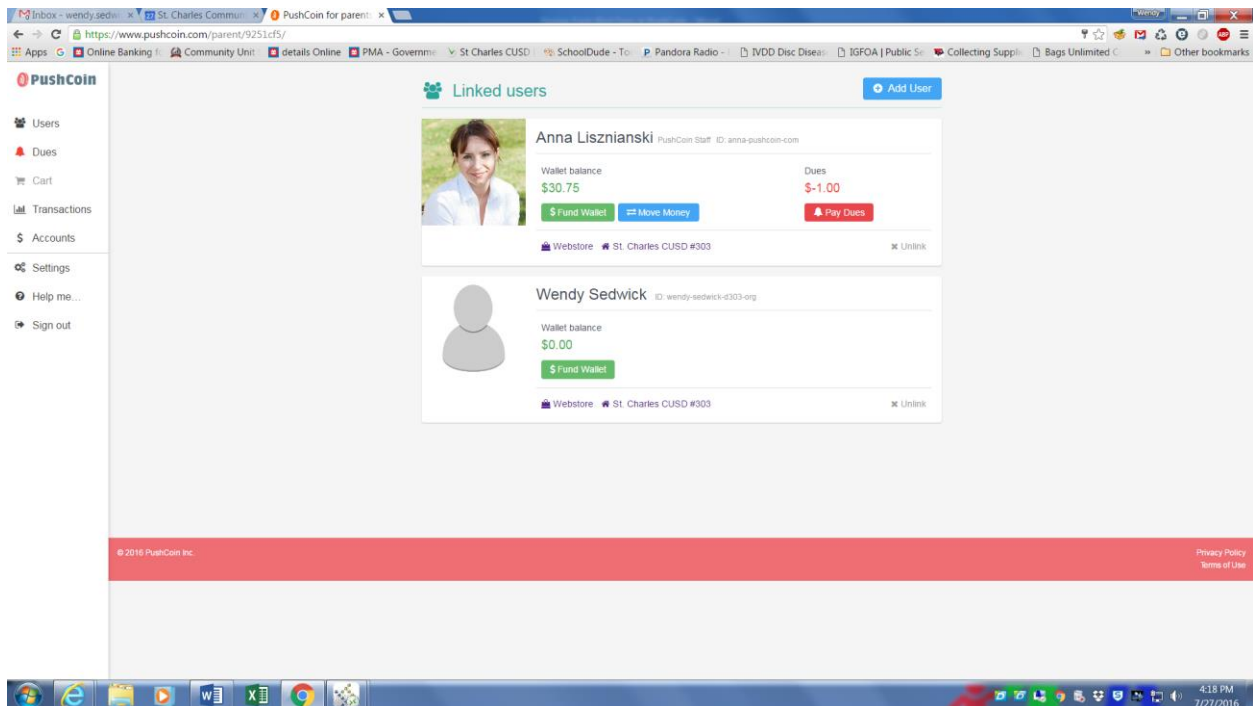 Inbox - wendy.sedwi
St. Charles Communi
PushCoin for parents
Wendy
https://www.pushcoin.com/parent/9251cf5/
Apps
Online Banking f
Community Unit
details Online
PMA - Governme
St Charles CUSD
SchoolDude - To
Pandora Radio -
IVDD Disc Diseas
IGFOA | Public Se
Collecting Suppli
Bags Unlimited
Other bookmarks
PushCoin
Users
Dues
Cart
Transactions
$ Accounts
Settings
Help me...
Sign out
Linked users
Add User
Anna Lisznianski PushCoin Staff ID: anna-pushcoin-com
Wallet balance
$30.75
$ Fund Wallet
Move Money
Dues
$-1.00
Pay Dues
Webstore St. Charles CUSD #303
Unlink
Wendy Sedwick ID: wendy-sedwick-d303-org
Wallet balance
$0.00
$ Fund Wallet
Webstore St. Charles CUSD #303
Unlink
© 2016 PushCoin Inc.
Privacy Policy
Terms of Use
4:18 PM
7/27/2016